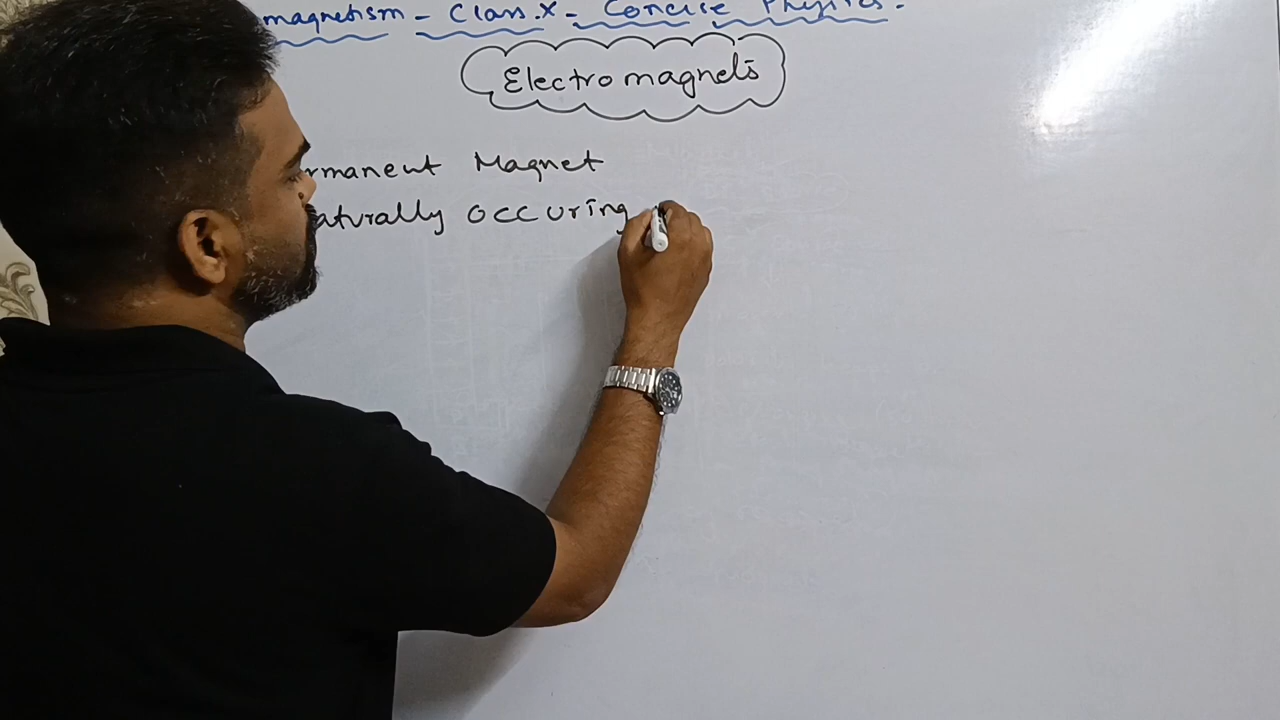 magnetism - Class.X - Concise Physics.
Electromagnets
rmanent Magnet
aturally occuring